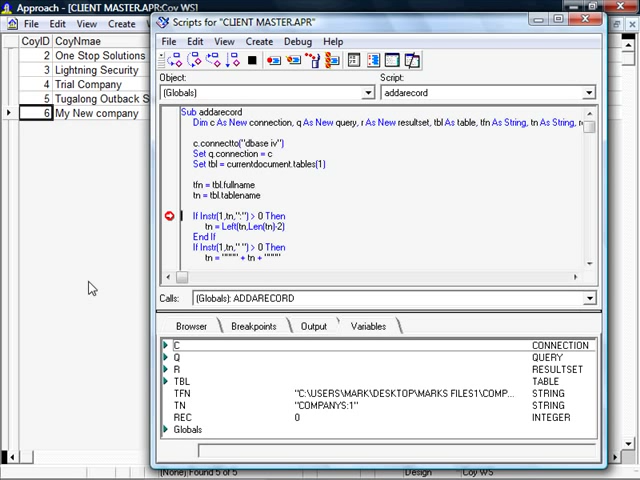 Approach - [CLIENT MASTER.APR:Coy WS]
File Edit View Create
CoyID CoyNmae
2 One Stop Solutions
3 Lightning Security
4 Trial Company
5 Tugalong Outback S
6 My New company
Scripts for "CLIENT MASTER.APR"
File Edit View Create Debug Help
Object: Script:
(Globals) addarecord
Sub addarecord
Dim c As New connection, q As New query, r As New resultset, tbl As table, tfn As String, tn As String, re
c.connectto("dbase iv")
Set q.connection = c
Set tbl = currentdocument.tables(1)
tfn = tbl.fullname
tn = tbl.tablename
If Instr(1,tn,":") > 0 Then
tn = Left(tn,Len(tn)-2)
End If
If Instr(1,tn," ") > 0 Then
tn = """" + tn + """"
Calls: (Globals): ADDARECORD
Browser Breakpoints Output Variables
C CONNECTION
Q QUERY
R RESULTSET
TBL TABLE
TFN "C:\USERS\MARK\DESKTOP\MARKS FILES1\COMP... STRING
TN "COMPANYS:1" STRING
REC 0 INTEGER
Globals
(None) Found 5 of 5 Design Coy WS